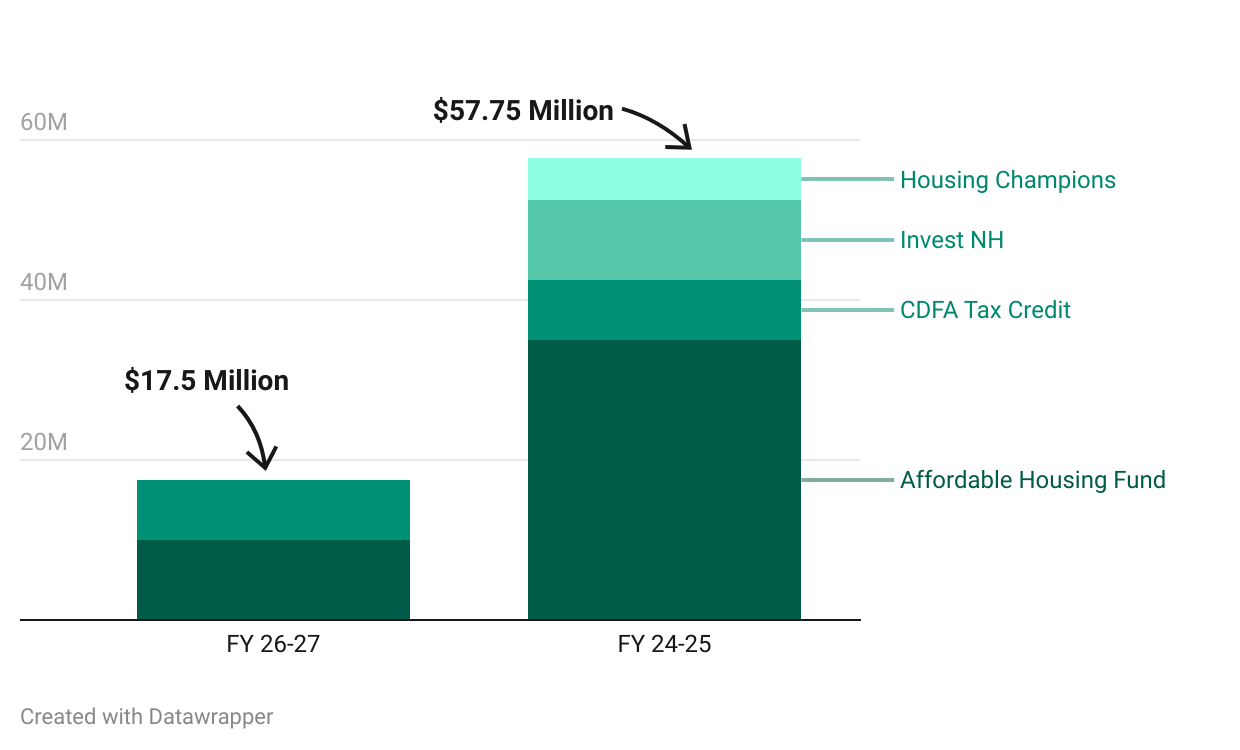 $57.75 Million
60M
Housing Champions
Invest NH
40M
CDFA Tax Credit
$17.5 Million
20M
Affordable Housing Fund
FY 26-27
FY 24-25
Created with Datawrapper